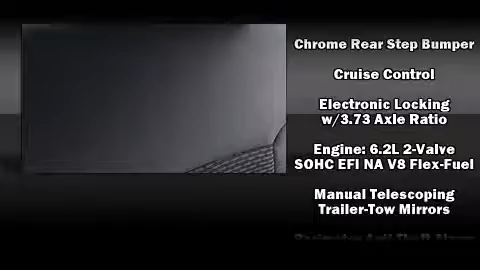 Chrome Rear Step Bumper
Cruise Control
Electronic Locking
w/3.73 Axle Ratio
Engine: 6.2L 2-Valve
SOHC EFI NA V8 Flex-Fuel
Manual Telescoping
Trailer-Tow Mirrors